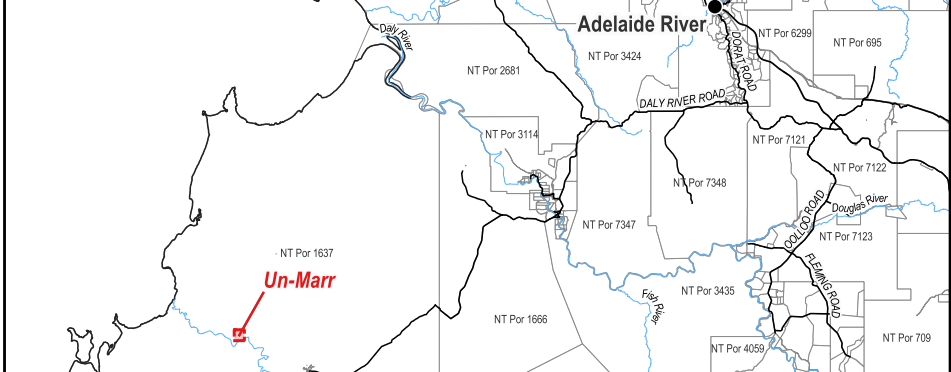 Daly River
Adelaide River
NT Por 6299
NT Por 3424
DORAT ROAD
NT Por 695
NT Por 2681
DALY RIVER ROAD
NT Por 3114
NT Por 7121
NT Por 7122
NT Por 7348
Douglas River
OOLLOO ROAD
NT Por 7347
NT Por 7123
NT Por 1637
Un-Marr
FLEMING ROAD
Fish River
NT Por 3435
NT Por 1666
NT Por 709
NT Por 4059